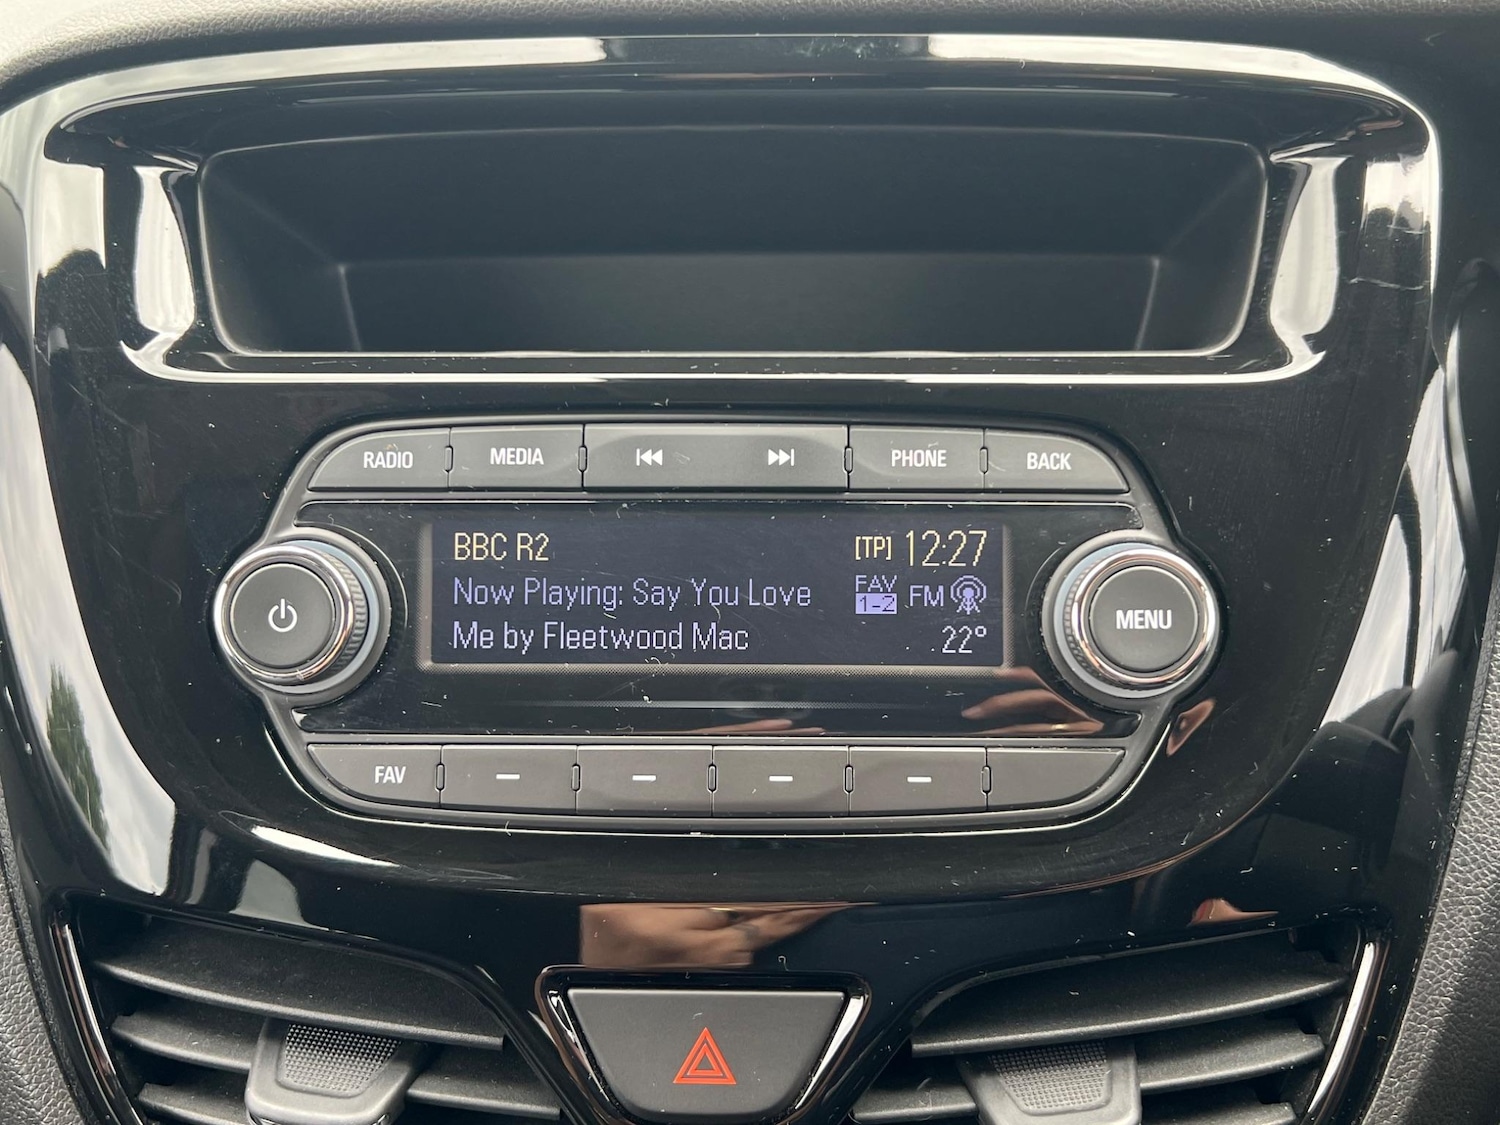 RADIO MEDIA PHONE BACK
BBC R2 [TP] 12:27
Now Playing: Say You Love FAV 1-2 FM
Me by Fleetwood Mac 22°
MENU
FAV